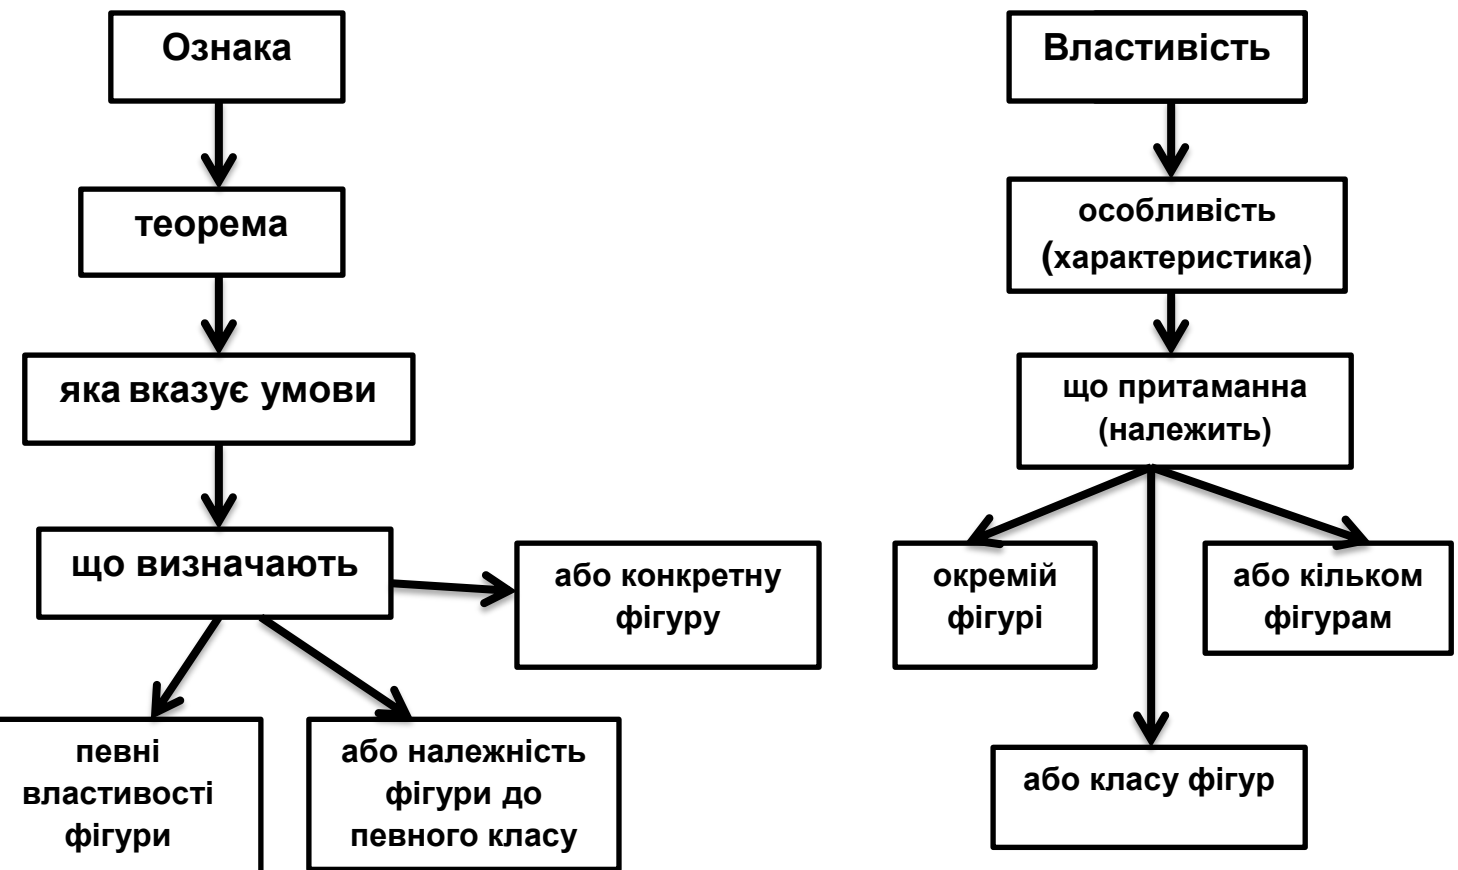 Ознака
теорема
яка вказує умови
що визначають
або конкретну
фігуру
певні
властивості
фігури
або належність
фігури до
певного класу
Властивість
особливість
(характеристика)
що притаманна
(належить)
окремій
фігурі
або кільком
фігурам
або класу фігур